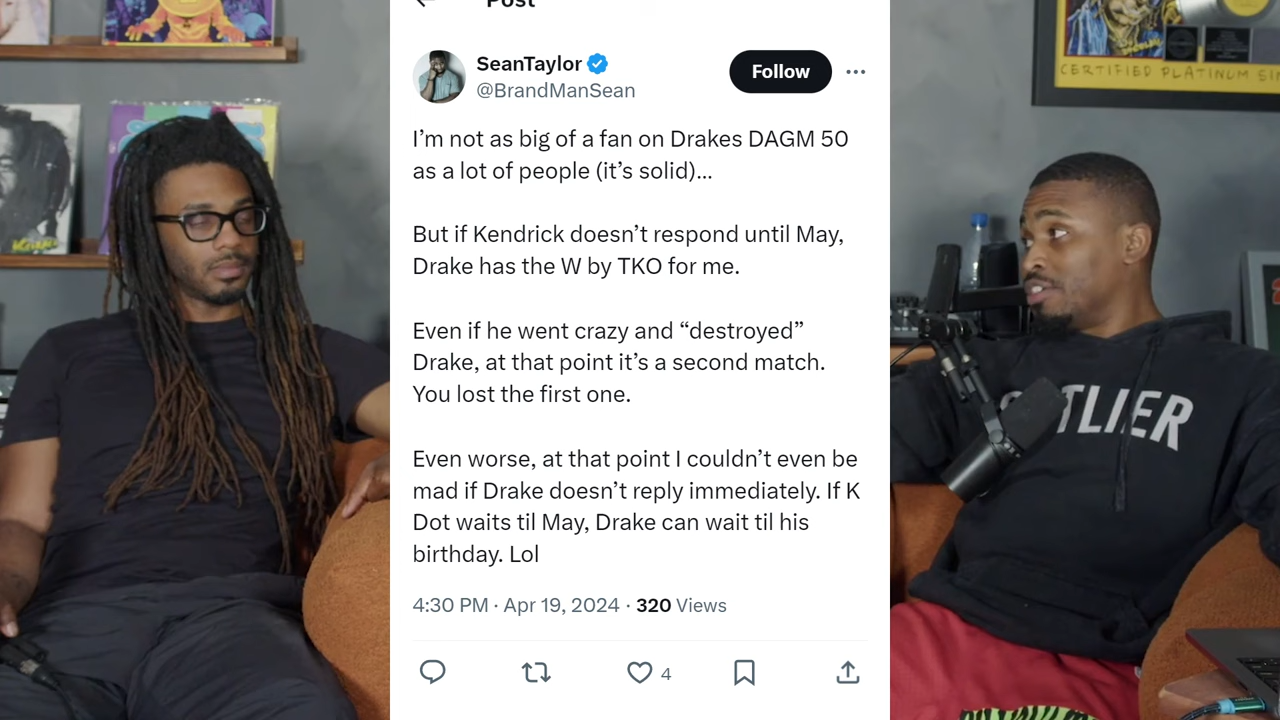 Post
SeanTaylor
@BrandManSean
Follow
I’m not as big of a fan on Drakes DAGM 50
as a lot of people (it’s solid)...
But if Kendrick doesn’t respond until May,
Drake has the W by TKO for me.
Even if he went crazy and “destroyed”
Drake, at that point it’s a second match.
You lost the first one.
Even worse, at that point I couldn’t even be
mad if Drake doesn’t reply immediately. If K
Dot waits til May, Drake can wait til his
birthday. Lol
4:30 PM · Apr 19, 2024 · 320 Views
4
CERTIFIED PLATINUM
TLIER